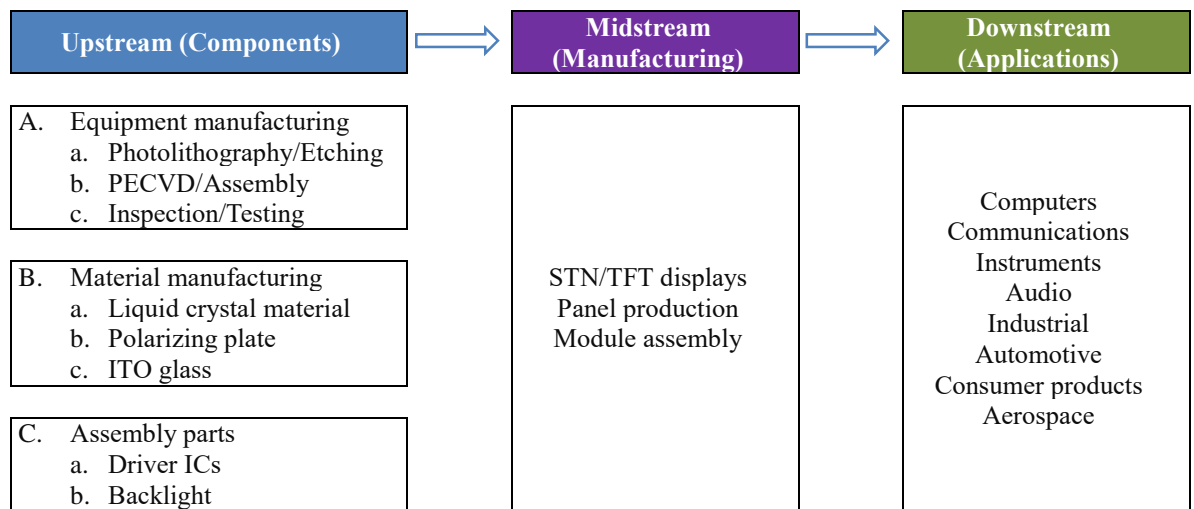 Upstream (Components)
Midstream
(Manufacturing)
Downstream
(Applications)
A. Equipment manufacturing
a. Photolithography/Etching
b. PECVD/Assembly
c. Inspection/Testing
B. Material manufacturing
a. Liquid crystal material
b. Polarizing plate
c. ITO glass
C. Assembly parts
a. Driver ICs
b. Backlight
STN/TFT displays
Panel production
Module assembly
Computers
Communications
Instruments
Audio
Industrial
Automotive
Consumer products
Aerospace